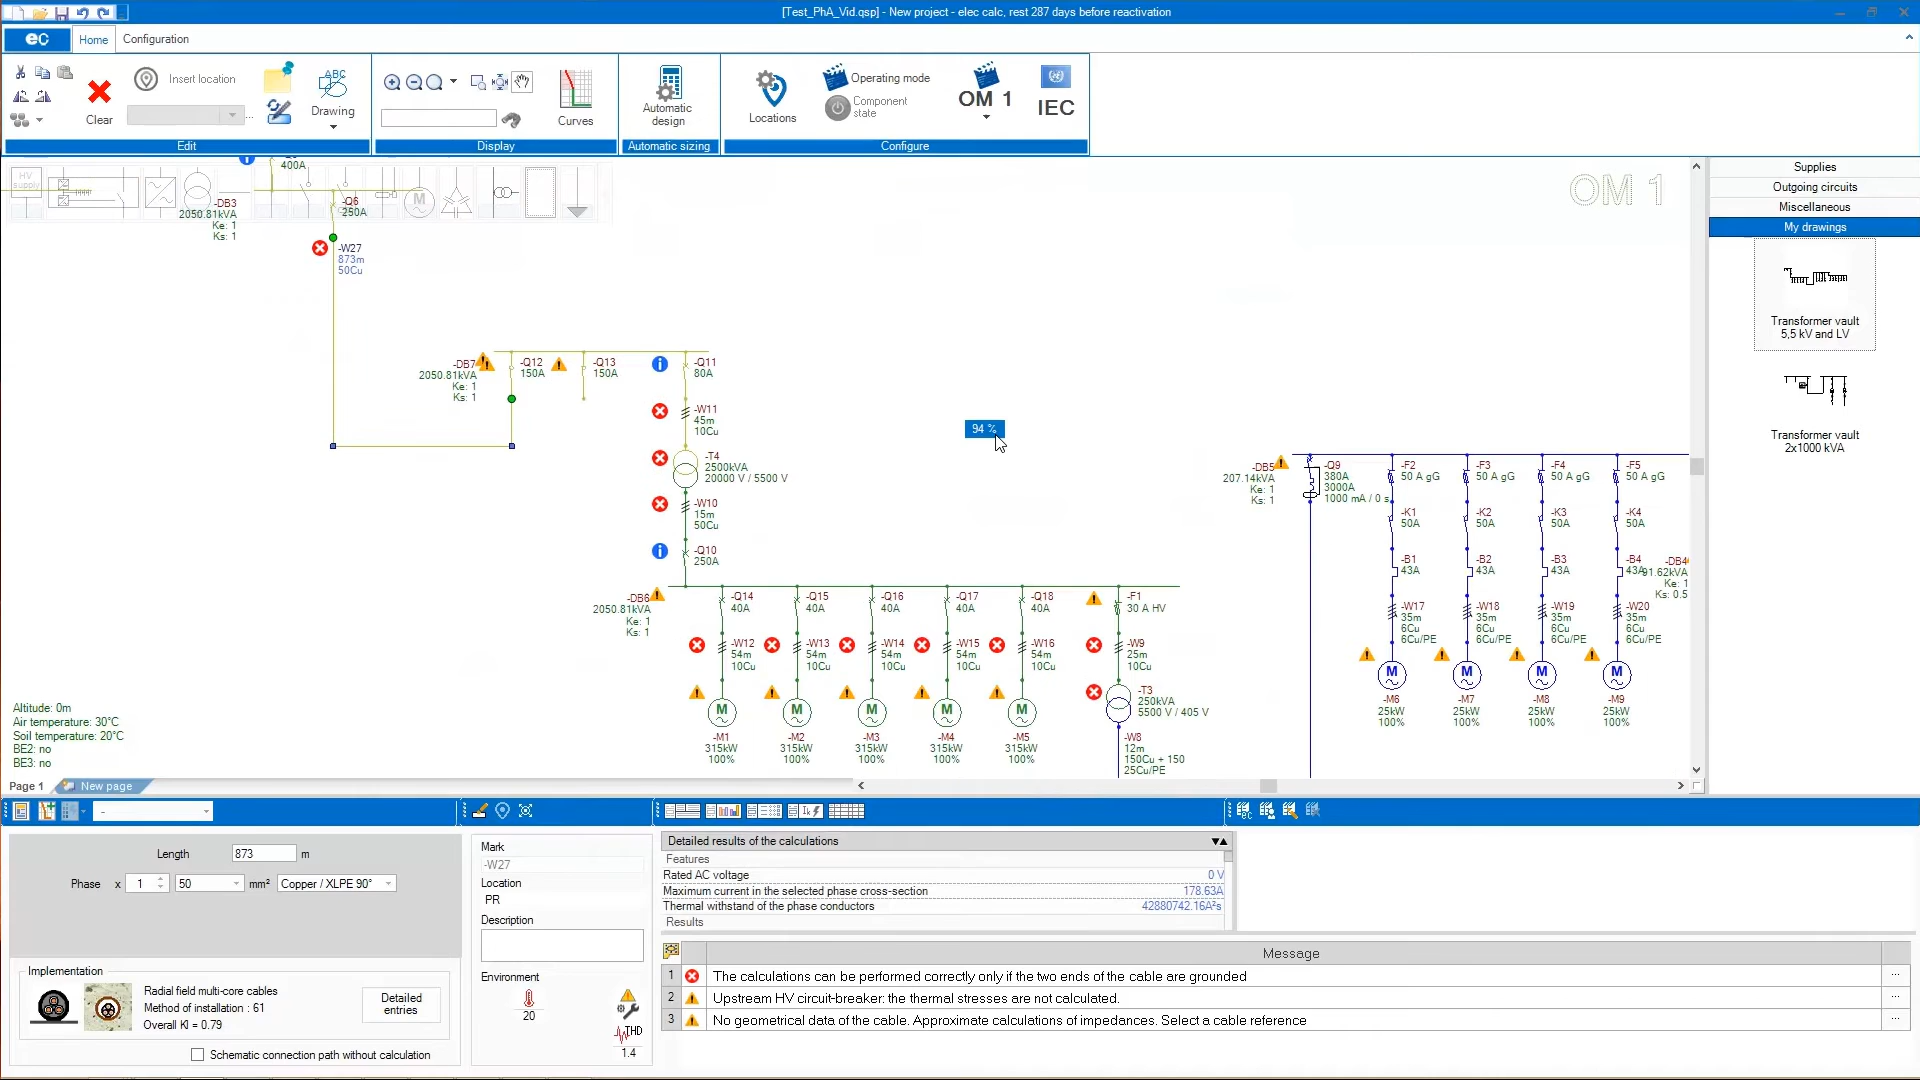 [Test_PhA_Vid.qsp] - New project - elec calc, rest 287 days before reactivation
ec
Home
Configuration
Clear
Insert location
...
ABC
Drawing
Edit
Curves
Display
Automatic design
Automatic sizing
Locations
Operating mode
Component state
OM 1
IEC
Configure
HV supply
400A
-DB3
2050.81kVA
Ke: 1
Ks: 1
-Q6
250A
M
-W27
873m
50Cu
OM 1
-DB7
2050.81kVA
Ke: 1
Ks: 1
-Q12
150A
-Q13
150A
-Q11
80A
-W11
45m
10Cu
-T4
2500kVA
20000 V / 5500 V
-W10
15m
50Cu
-Q10
250A
94 %
-DB6
2050.81kVA
Ke: 1
Ks: 1
-Q14
40A
-Q15
40A
-Q16
40A
-Q17
40A
-Q18
40A
-F1
30 A HV
-W12
54m
10Cu
-W13
54m
10Cu
-W14
54m
10Cu
-W15
54m
10Cu
-W16
54m
10Cu
-W9
25m
10Cu
-T3
250kVA
5500 V / 405 V
-W8
12m
150Cu + 150
25Cu/PE
M
M
M
M
M
-M1
315kW
100%
-M2
315kW
100%
-M3
315kW
100%
-M4
315kW
100%
-M5
315kW
100%
-DB5
207.14kVA
Ke: 1
Ks: 1
-Q9
380A
3000A
1000 mA / 0 s
-F2
50 A gG
-F3
50 A gG
-F4
50 A gG
-F5
50 A gG
-K1
50A
-K2
50A
-K3
50A
-K4
50A
-B1
43A
-B2
43A
-B3
43A
-B4
43A
-DB4
91.62kVA
Ke: 1
Ks: 0.5
-W17
35m
6Cu
6Cu/PE
-W18
35m
6Cu
6Cu/PE
-W19
35m
6Cu
6Cu/PE
-W20
35m
6Cu
6Cu/PE
M
M
M
M
-M6
25kW
100%
-M7
25kW
100%
-M8
25kW
100%
-M9
25kW
100%
Altitude: 0m
Air temperature: 30°C
Soil temperature: 20°C
BE2: no
BE3: no
Page 1
New page
Supplies
Outgoing circuits
Miscellaneous
My drawings
Transformer vault
5,5 kV and LV
Transformer vault
2x1000 kVA
Length 873 m
Phase x 1 50 mm² Copper / XLPE 90°
Implementation
Radial field multi-core cables
Method of installation : 61
Overall KI = 0.79
Detailed entries
Schematic connection path without calculation
Mark
-W27
Location
PR
Description
Environment
20
THD
1.4
Detailed results of the calculations
Features
Rated AC voltage 0 V
Maximum current in the selected phase cross-section 178.63A
Thermal withstand of the phase conductors 42880742.16A²s
Results
Message
1 The calculations can be performed correctly only if the two ends of the cable are grounded ...
2 Upstream HV circuit-breaker: the thermal stresses are not calculated. ...
3 No geometrical data of the cable. Approximate calculations of impedances. Select a cable reference ...